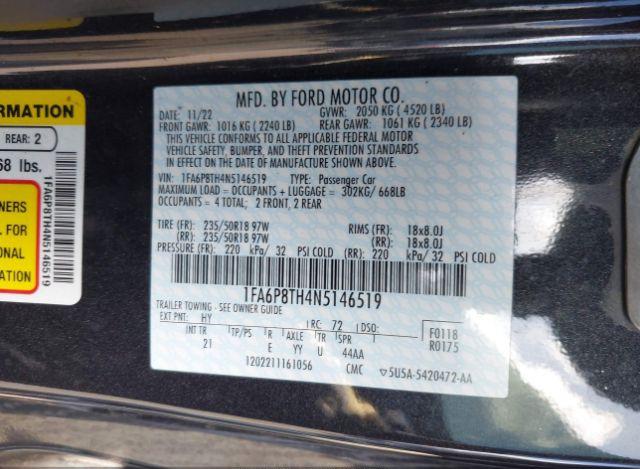 ORMATION
REAR: 2
68 lbs.
NERS
L FOR
ONAL
ION.
1FA6P8TH4N5146519
MFD. BY FORD MOTOR CO.
DATE: 11/22 GVWR: 2050 KG ( 4520 LB)
FRONT GAWR: 1016 KG ( 2240 LB) REAR GAWR: 1061 KG ( 2340 LB)
THIS VEHICLE CONFORMS TO ALL APPLICABLE FEDERAL MOTOR
VEHICLE SAFETY, BUMPER, AND THEFT PREVENTION STANDARDS
IN EFFECT ON THE DATE OF MANUFACTURE SHOWN ABOVE.
VIN: 1FA6P8TH4N5146519 TYPE: Passenger Car
MAXIMUM LOAD = OCCUPANTS + LUGGAGE = 302KG/ 668LB
OCCUPANTS = 4 TOTAL; 2 FRONT, 2 REAR
TIRE (FR): 235/50R18 97W RIMS (FR): 18x8.0J
(RR): 235/50R18 97W (RR): 18x8.0J
PRESSURE (FR): 220 kPa/ 32 PSI COLD (RR): 220 kPa/ 32 PSI COLD
1FA6P8TH4N5146519
TRAILER TOWING - SEE OWNER GUIDE
EXT PNT: HY RC: 72 DSO: F0118
INT TR TP/PS R AXLE TR SPR R0175
21 E YY U 44AA
120221116​1056 CMC 5U5A-5420472-AA